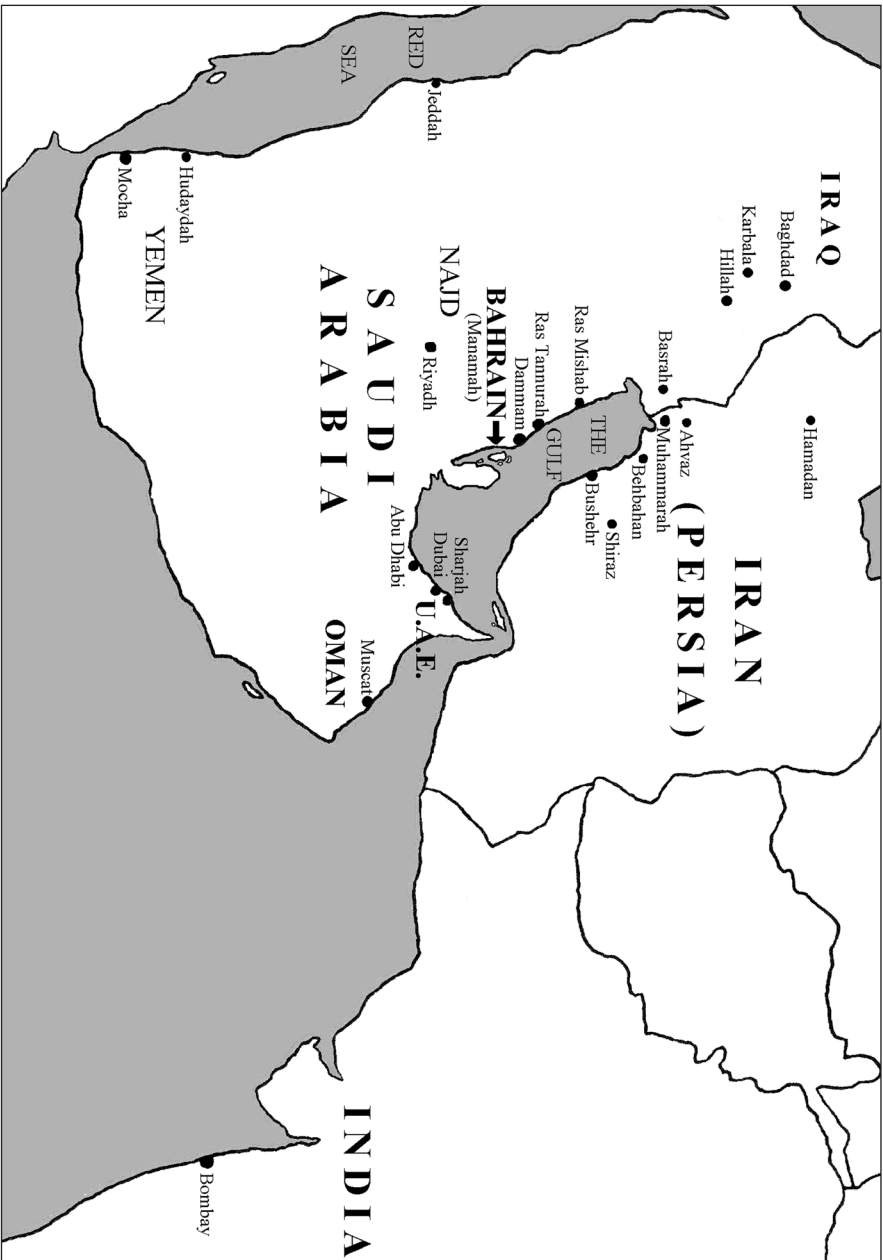 IRAQ
Baghdad
Karbala
Hillah
Hamadan
Basrah
Ahvaz
Muhammarah
Behbahan
IRAN
(PERSIA)
Shiraz
Bushehr
THE
GULF
Ras Mishab
Ras Tannurah
Dammam
BAHRAIN
(Manamah)
NAJD
Riyadh
SAUDI
ARABIA
RED
SEA
Jeddah
Hudaydah
Mocha
YEMEN
Sharjah
Dubai
Abu Dhabi
U.A.E.
Muscat
OMAN
INDIA
Bombay